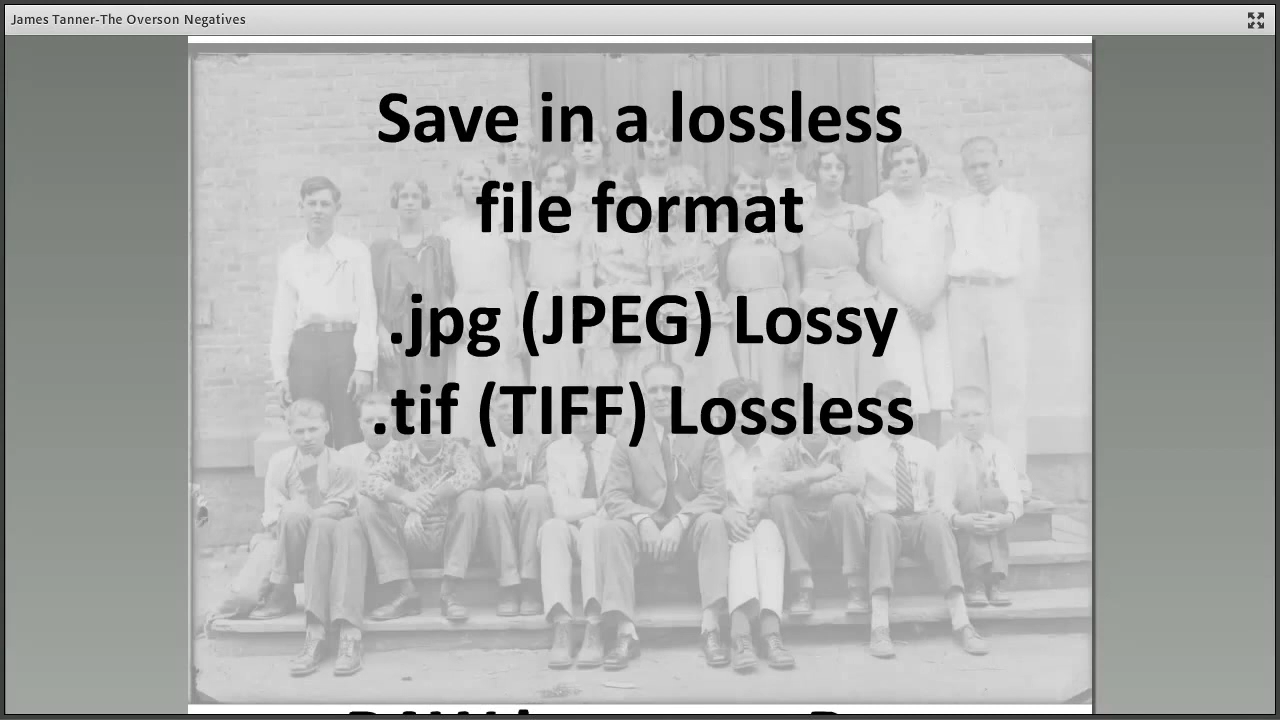 James Tanner-The Overson Negatives
Save in a lossless
file format
.jpg (JPEG) Lossy
.tif (TIFF) Lossless